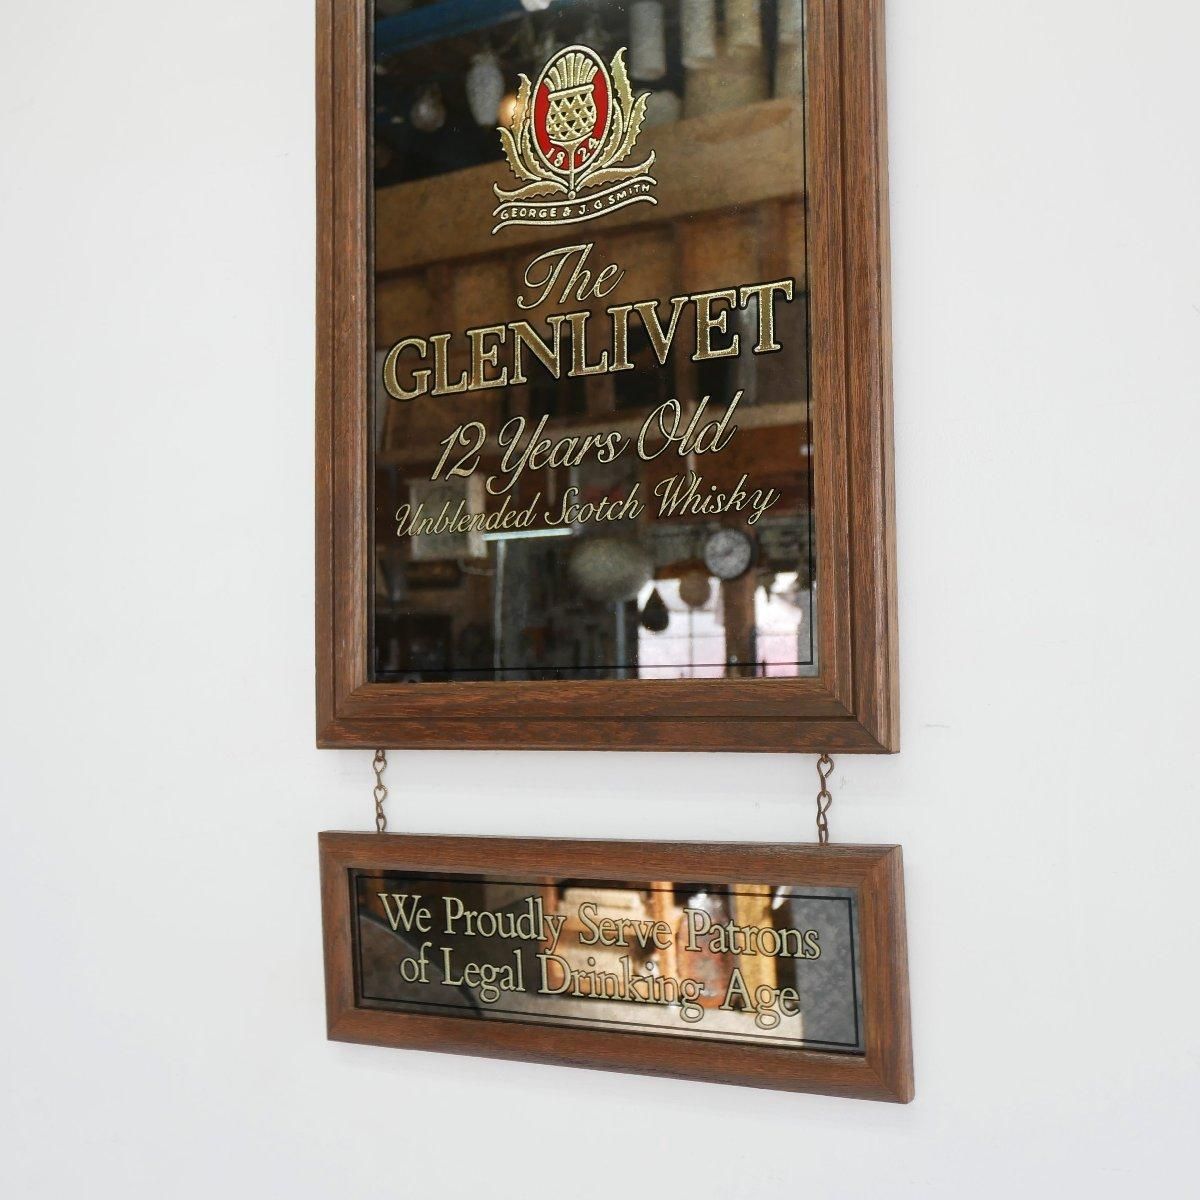 1824
GEORGE & J. G. SMITH
The
GLENLIVET
12 Years Old
Unblended Scotch Whisky
We Proudly Serve Patrons
of Legal Drinking Age